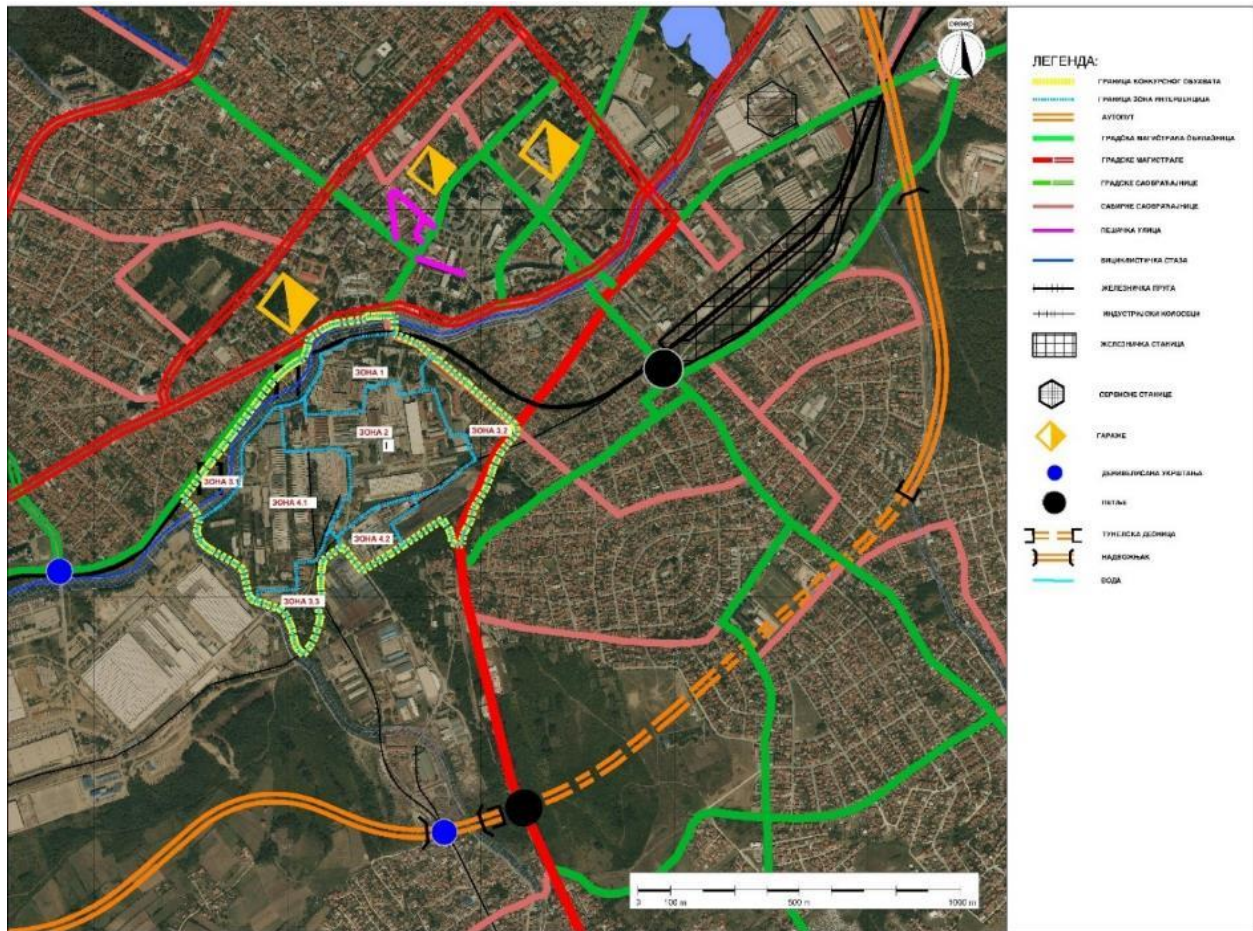 север
ЛЕГЕНДА:
ГРАНИЦА КОНКУРСНОГ ОБУХВАТА
ГРАНИЦА ЗОНА ИНТЕРВЕНЦИЈА
АУТОПУТ
ГРАДСКА МАГИСТРАЛА ОБИЛАЗНИЦА
ГРАДСКЕ МАГИСТРАЛЕ
ГРАДСКЕ САОБРАЋАЈНИЦЕ
САБИРНЕ САОБРАЋАЈНИЦЕ
ПЕШАЧКА УЛИЦА
БИЦИКЛИСТИЧКА СТАЗА
ЖЕЛЕЗНИЧКА ПРУГА
ИНДУСТРИЈСКИ КОЛОСЕЦИ
ЖЕЛЕЗНИЧКА СТАНИЦА
СЕРВИСНЕ СТАНИЦЕ
ГАРАЖЕ
ДЕНИВЕЛИСАНА УКРШТАЊА
ПЕТЉЕ
ТУНЕЛСКА ДЕОНИЦА
НАДВОЖЊАК
ВОДА
ЗОНА 1
ЗОНА 2
I
ЗОНА 3.2
ЗОНА 3.1
ЗОНА 4.1
ЗОНА 4.2
ЗОНА 3.3
100 m
500 m
1000 m